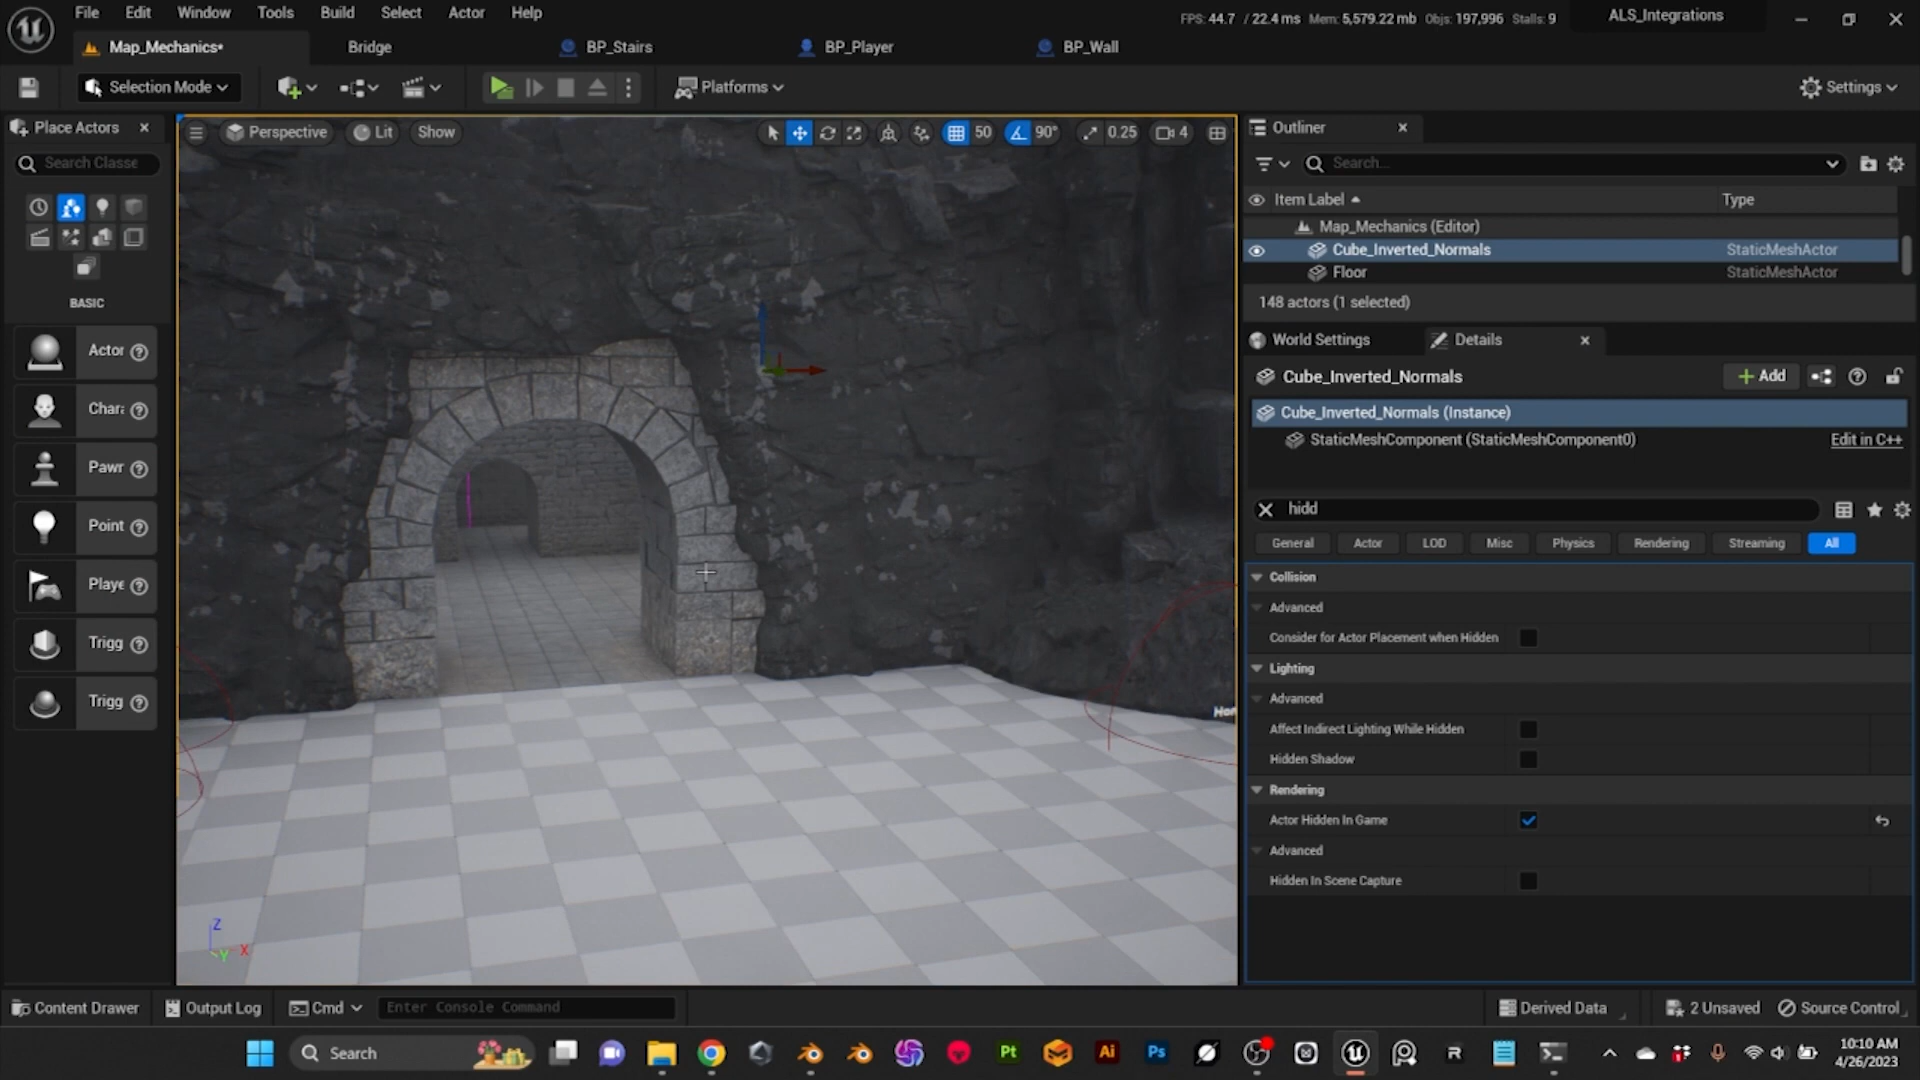 File Edit Window Tools Build Select Actor Help
FPS: 44.7 / 22.4 ms Mem: 5,579.22 mb Objs: 197,996 Stalls: 9
ALS_Integrations
Map_Mechanics*
Bridge
BP_Stairs
BP_Player
BP_Wall
Selection Mode
Platforms
Settings
Place Actors
Search Classe
BASIC
Actor
Chara
Pawr
Point
Playe
Trigg
Trigg
Perspective
Lit
Show
50
90°
0.25
4
Z
Y
X
Outliner
Search...
Item Label
Type
Map_Mechanics (Editor)
Cube_Inverted_Normals StaticMeshActor
Floor StaticMeshActor
148 actors (1 selected)
World Settings
Details
Cube_Inverted_Normals
Add
Cube_Inverted_Normals (Instance)
StaticMeshComponent (StaticMeshComponent0) Edit in C++
hidd
General Actor LOD Misc Physics Rendering Streaming All
Collision
Advanced
Consider for Actor Placement when Hidden
Lighting
Advanced
Affect Indirect Lighting While Hidden
Hidden Shadow
Rendering
Actor Hidden In Game
Advanced
Hidden In Scene Capture
Content Drawer
Output Log
Cmd
Enter Console Command
Derived Data
2 Unsaved
Source Control
Search
Pt
Ai
Ps
R
10:10 AM
4/26/2023